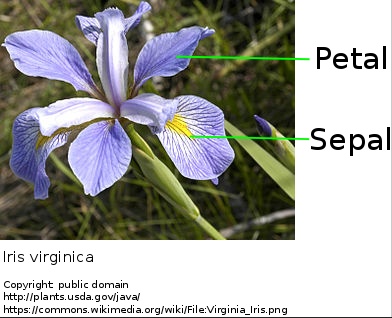 Petal
Sepal
Iris virginica
Copyright: public domain
http://plants.usda.gov/java/
https://commons.wikimedia.org/wiki/File:Virginia_Iris.png